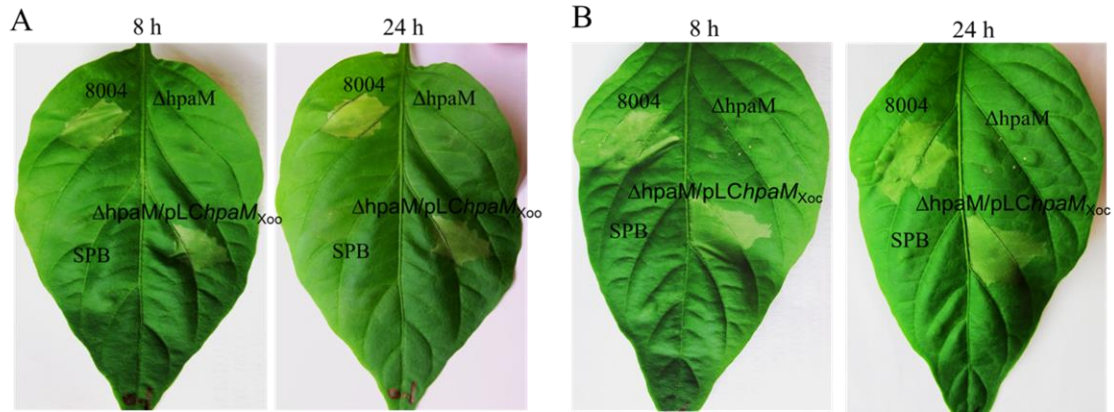 A
8 h
24 h
8004
ΔhpaM
ΔhpaM/pLChpaMXoo
SPB
8004
ΔhpaM
ΔhpaM/pLChpaMXoo
SPB
B
8 h
24 h
8004
ΔhpaM
ΔhpaM/pLChpaMXoc
SPB
8004
ΔhpaM
ΔhpaM/pLChpaMXoc
SPB